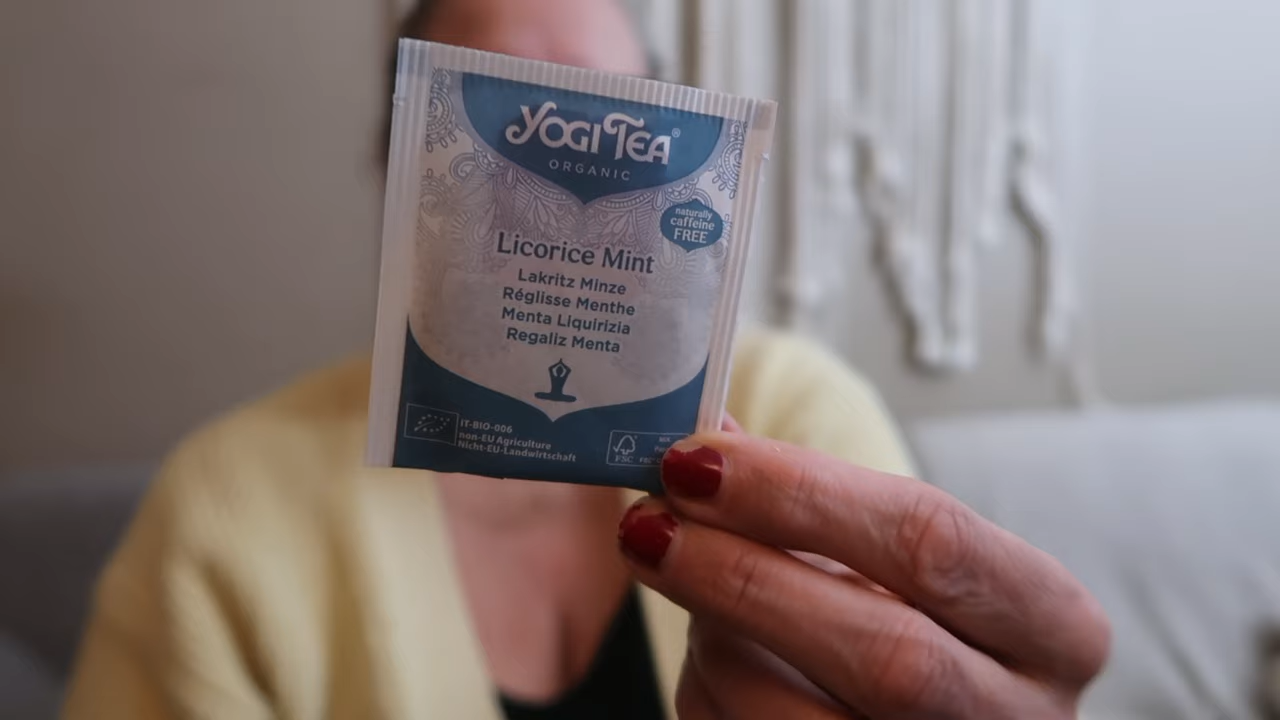 YOGI TEA®
ORGANIC
naturally
caffeine
FREE
Licorice Mint
Lakritz Minze
Réglisse Menthe
Menta Liquirizia
Regaliz Menta
IT-BIO-006
non-EU Agriculture
Nicht-EU-Landwirtschaft
FSC
MIX